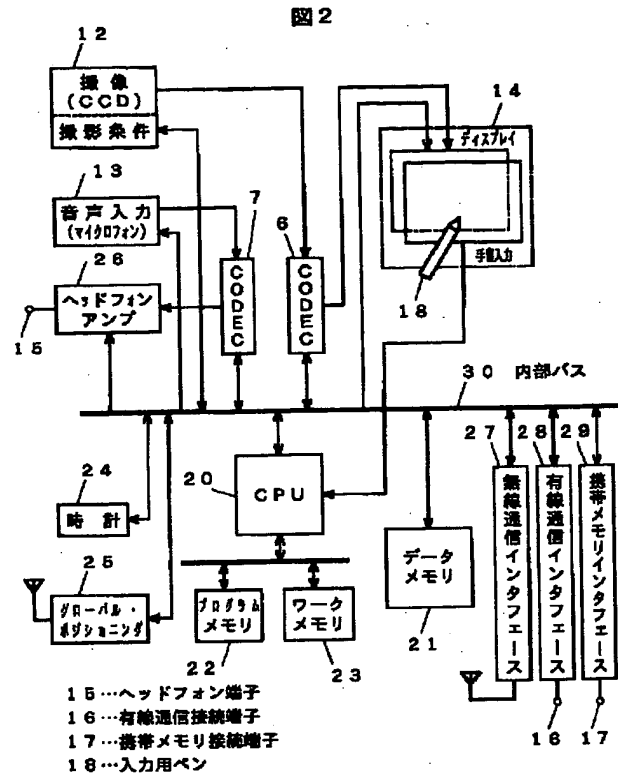 図2
12
撮像
(CCD)
撮影条件
13
音声入力
(マイクロフォン)
26
ヘッドフォン
アンプ
15
7
CODEC
6
CODEC
14
ディスプレイ
手書入力
18
30 内部バス
24
時計
25
グローバル・
ポジショニング
20
CPU
プログラム
メモリ
22
ワーク
メモリ
23
データ
メモリ
21
27
無線通信インタフェース
28
有線通信インタフェース
29
携帯メモリインタフェース
16
17
15…ヘッドフォン端子
16…有線通信接続端子
17…携帯メモリ接続端子
18…入力用ペン